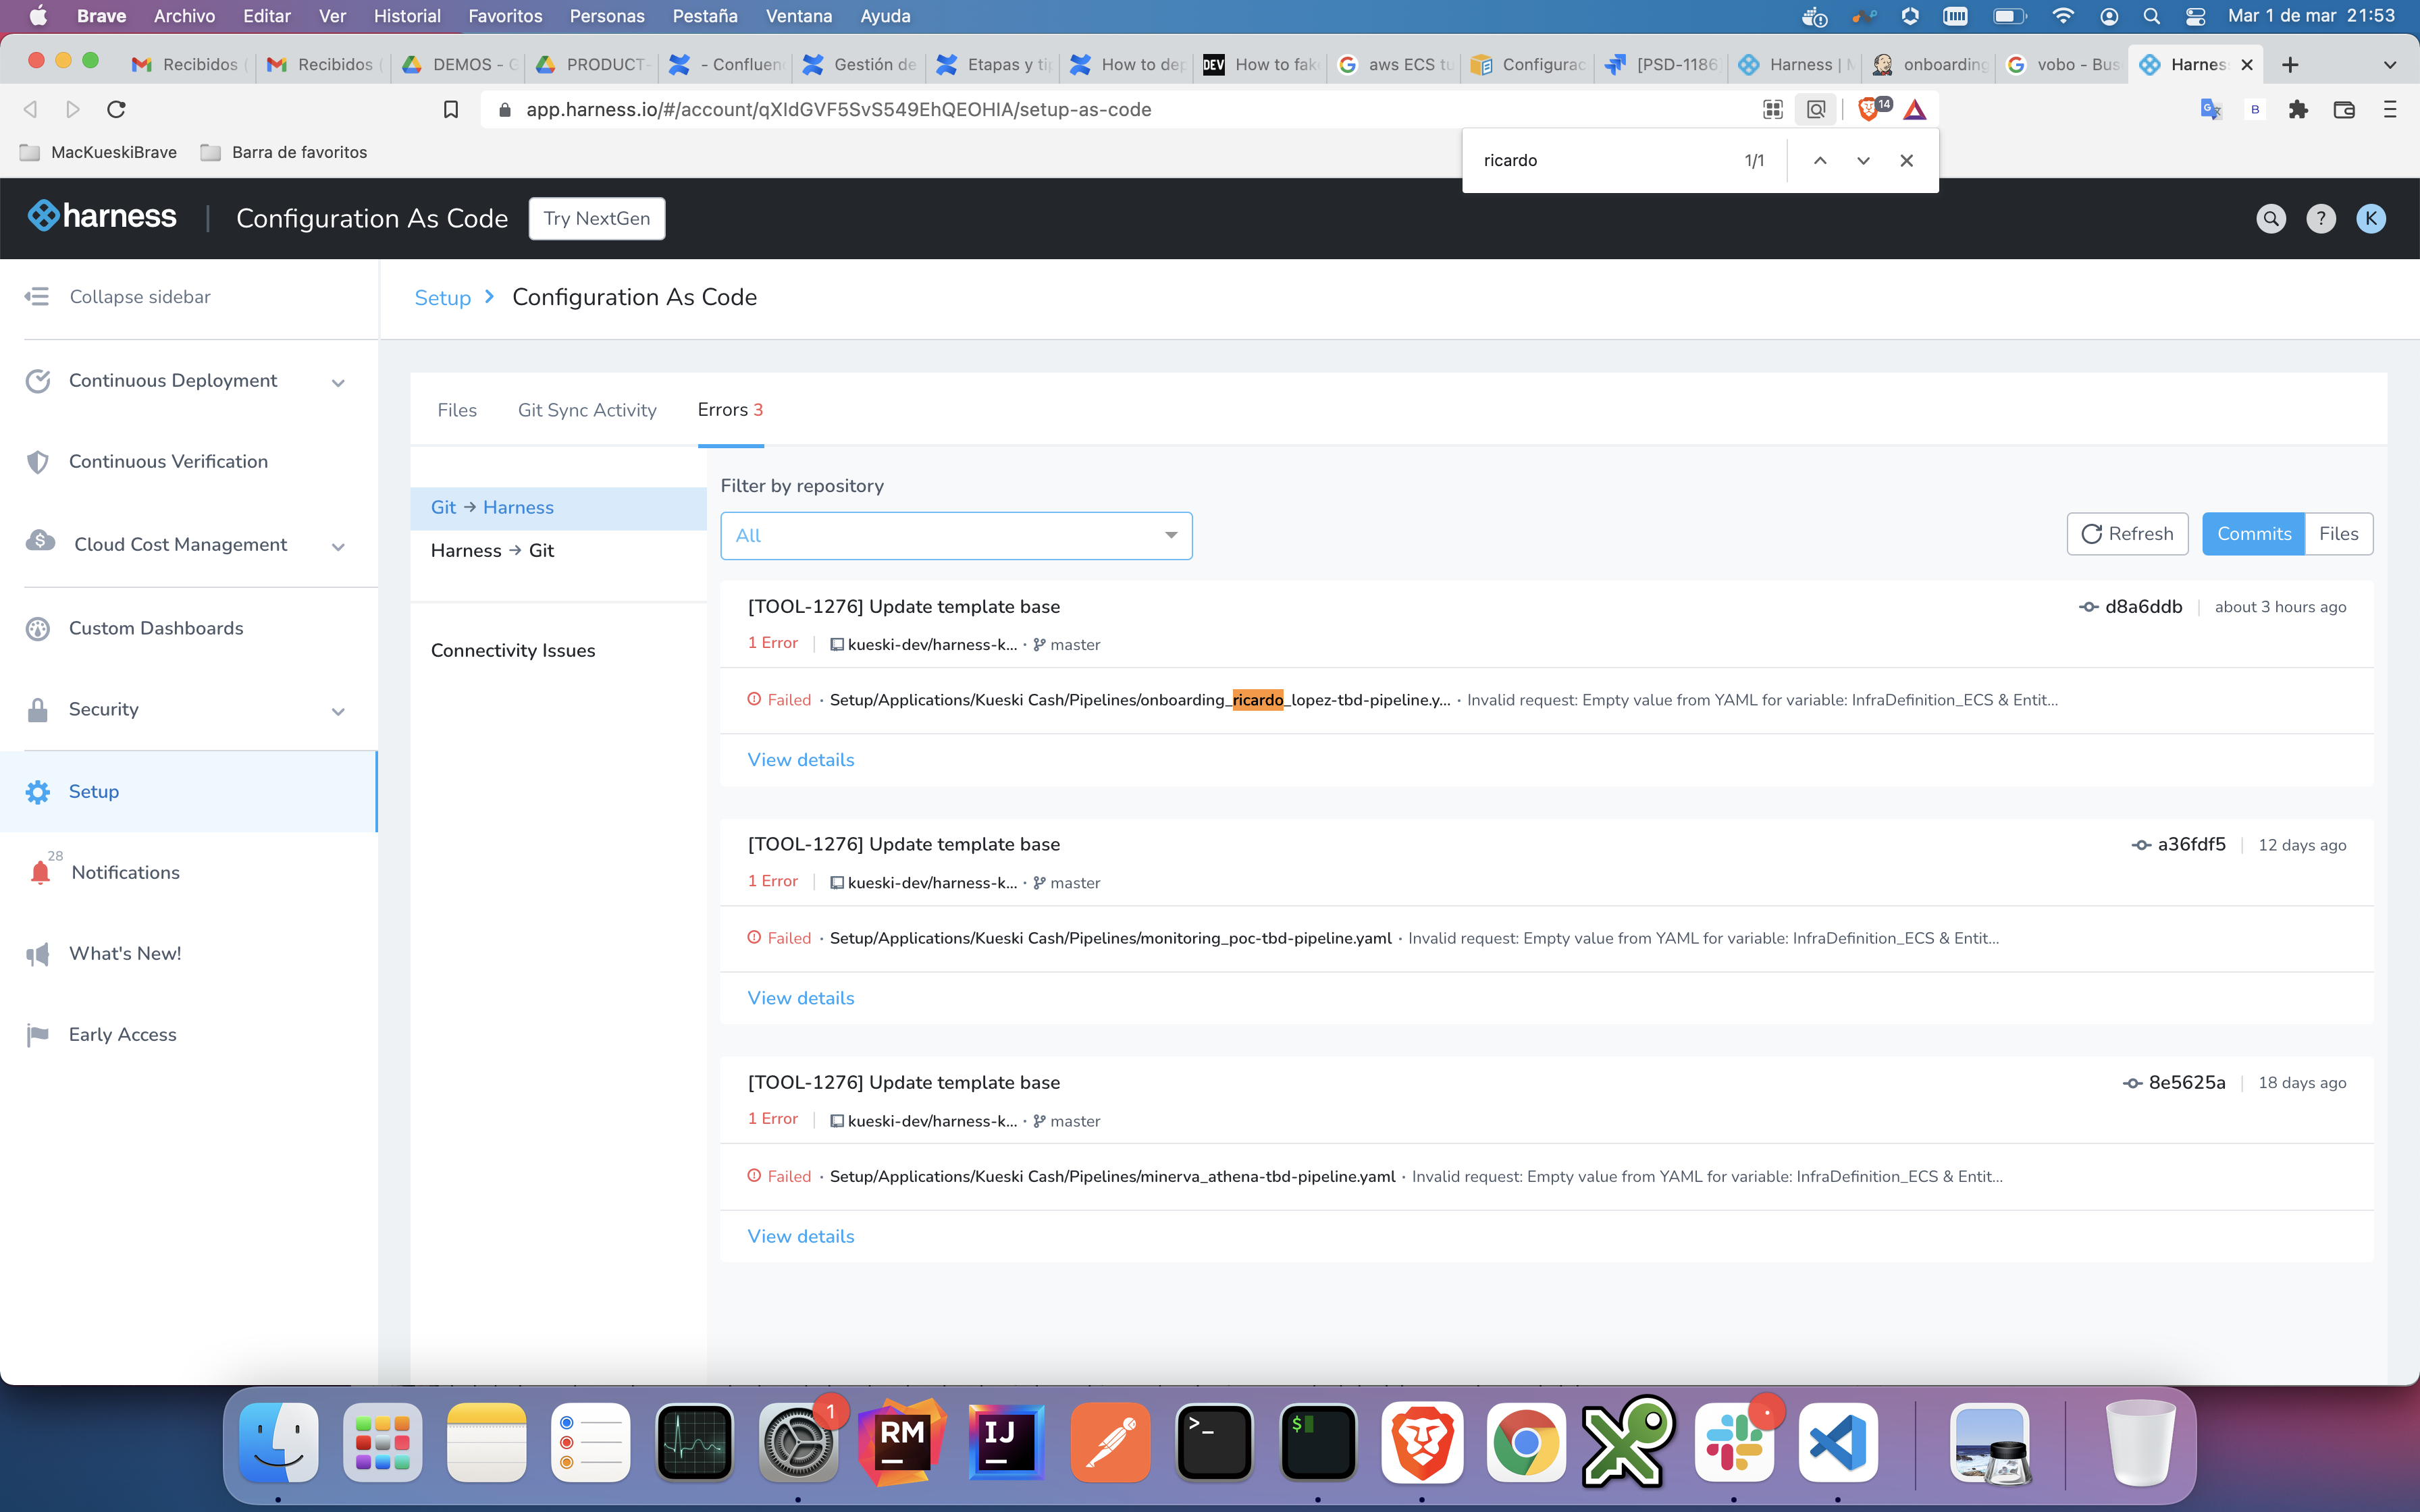 Brave Archivo Editar Ver Historial Favoritos Personas Pestaña Ventana Ayuda Mar 1 de mar 21:53
Recibidos ( Recibidos ( DEMOS - G PRODUCT- - Confluen Gestión de Etapas y ti How to dep DEV How to fak aws ECS tu Configurac [PSD-1186 Harness | M onboarding vobo - Bus Harnes
app.harness.io/#/account/qXIdGVF5SvS549EhQEOHIA/setup-as-code 14 B
MacKueskiBrave Barra de favoritos
ricardo 1/1
harness | Configuration As Code Try NextGen ? K
Collapse sidebar
Continuous Deployment
Continuous Verification
Cloud Cost Management
Custom Dashboards
Security
Setup
28
Notifications
What's New!
Early Access
Setup > Configuration As Code
Files Git Sync Activity Errors 3
Git → Harness
Harness → Git
Connectivity Issues
Filter by repository
All
Refresh Commits Files
[TOOL-1276] Update template base d8a6ddb | about 3 hours ago
1 Error | kueski-dev/harness-k... · master
Failed · Setup/Applications/Kueski Cash/Pipelines/onboarding_ricardo_lopez-tbd-pipeline.y... · Invalid request: Empty value from YAML for variable: InfraDefinition_ECS & Entit...
View details
[TOOL-1276] Update template base a36fdf5 | 12 days ago
1 Error | kueski-dev/harness-k... · master
Failed · Setup/Applications/Kueski Cash/Pipelines/monitoring_poc-tbd-pipeline.yaml · Invalid request: Empty value from YAML for variable: InfraDefinition_ECS & Entit...
View details
[TOOL-1276] Update template base 8e5625a | 18 days ago
1 Error | kueski-dev/harness-k... · master
Failed · Setup/Applications/Kueski Cash/Pipelines/minerva_athena-tbd-pipeline.yaml · Invalid request: Empty value from YAML for variable: InfraDefinition_ECS & Entit...
View details
1
RM IJ >_ $